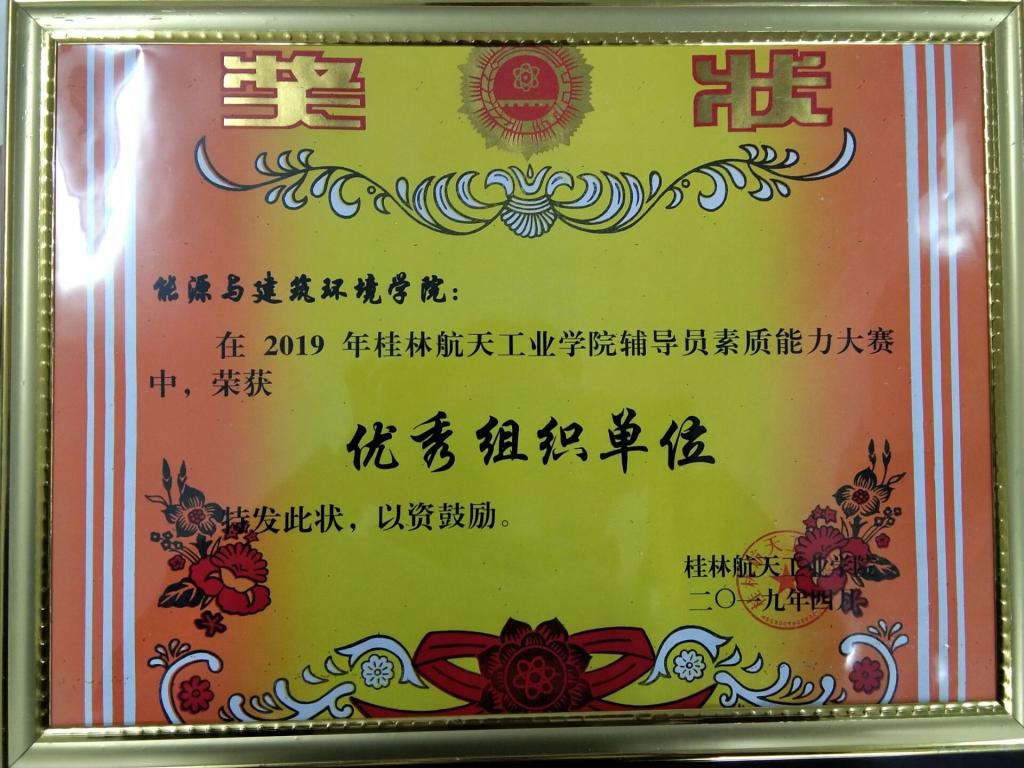 奖 状
能源与建筑环境学院：
在 2019 年桂林航天工业学院辅导员素质能力大赛
中，荣获
优秀组织单位
特发此状，以资鼓励。
桂林航天工业学院
二〇一九年四月